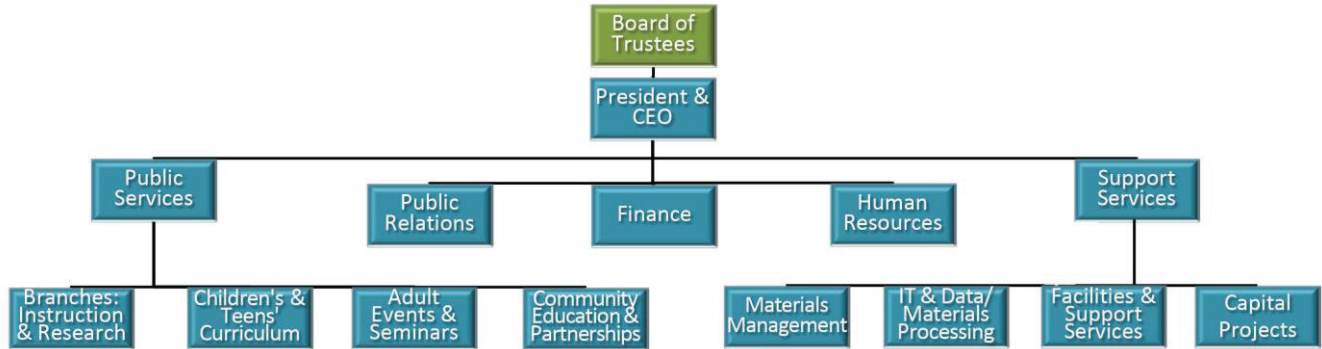 Board of
Trustees
President &
CEO
Public
Services
Public
Relations
Finance
Human
Resources
Support
Services
Branches:
Instruction
& Research
Children's &
Teens'
Curriculum
Adult
Events &
Seminars
Community
Education &
Partnerships
Materials
Management
IT & Data/
Materials
Processing
Facilities &
Support
Services
Capital
Projects